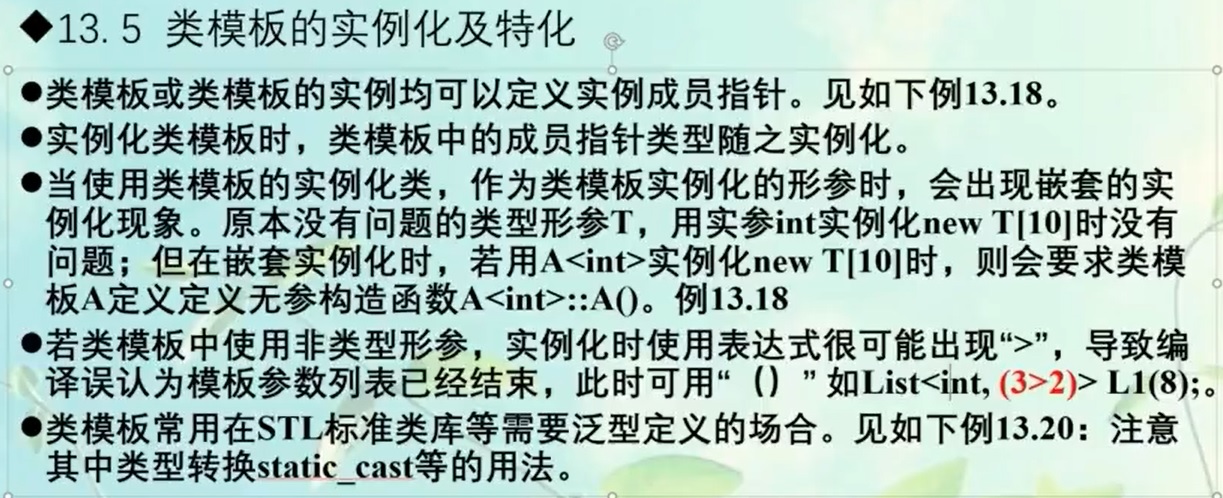 ◆13.5 类模板的实例化及特化
●类模板或类模板的实例均可以定义实例成员指针。见如下例13.18。
●实例化类模板时，类模板中的成员指针类型随之实例化。
●当使用类模板的实例化类，作为类模板实例化的形参时，会出现嵌套的实
例化现象。原本没有问题的类型形参T，用实参int实例化new T[10]时没有
问题；但在嵌套实例化时，若用A<int>实例化new T[10]时，则会要求类模
板A定义定义无参构造函数A<int>::A()。例13.18
●若类模板中使用非类型形参，实例化时使用表达式很可能出现“>”，导致编
译误认为模板参数列表已经结束，此时可用“（）”如List<int, (3>2)> L1(8);。
●类模板常用在STL标准类库等需要泛型定义的场合。见如下例13.20：注意
其中类型转换static_cast等的用法。